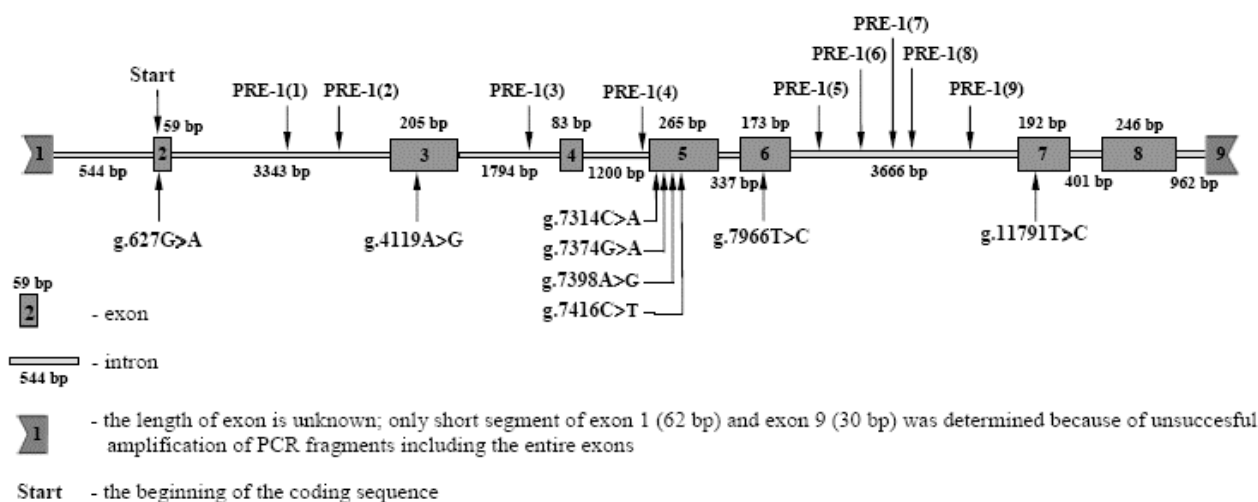 PRE-1(7)
PRE-1(6)
PRE-1(8)
Start
PRE-1(1)
PRE-1(2)
PRE-1(3)
PRE-1(4)
PRE-1(5)
PRE-1(9)
59 bp
205 bp
83 bp
265 bp
173 bp
192 bp
246 bp
1 2 3 4 5 6 7 8 9
544 bp
3343 bp
1794 bp
1200 bp
337 bp
3666 bp
401 bp
962 bp
g.627G>A
g.4119A>G
g.7314C>A
g.7374G>A
g.7398A>G
g.7416C>T
g.7966T>C
g.11791T>C
59 bp
2 - exon
- intron
544 bp
1 - the length of exon is unknown; only short segment of exon 1 (62 bp) and exon 9 (30 bp) was determined because of unsuccesful
amplification of PCR fragments including the entire exons
Start - the beginning of the coding sequence